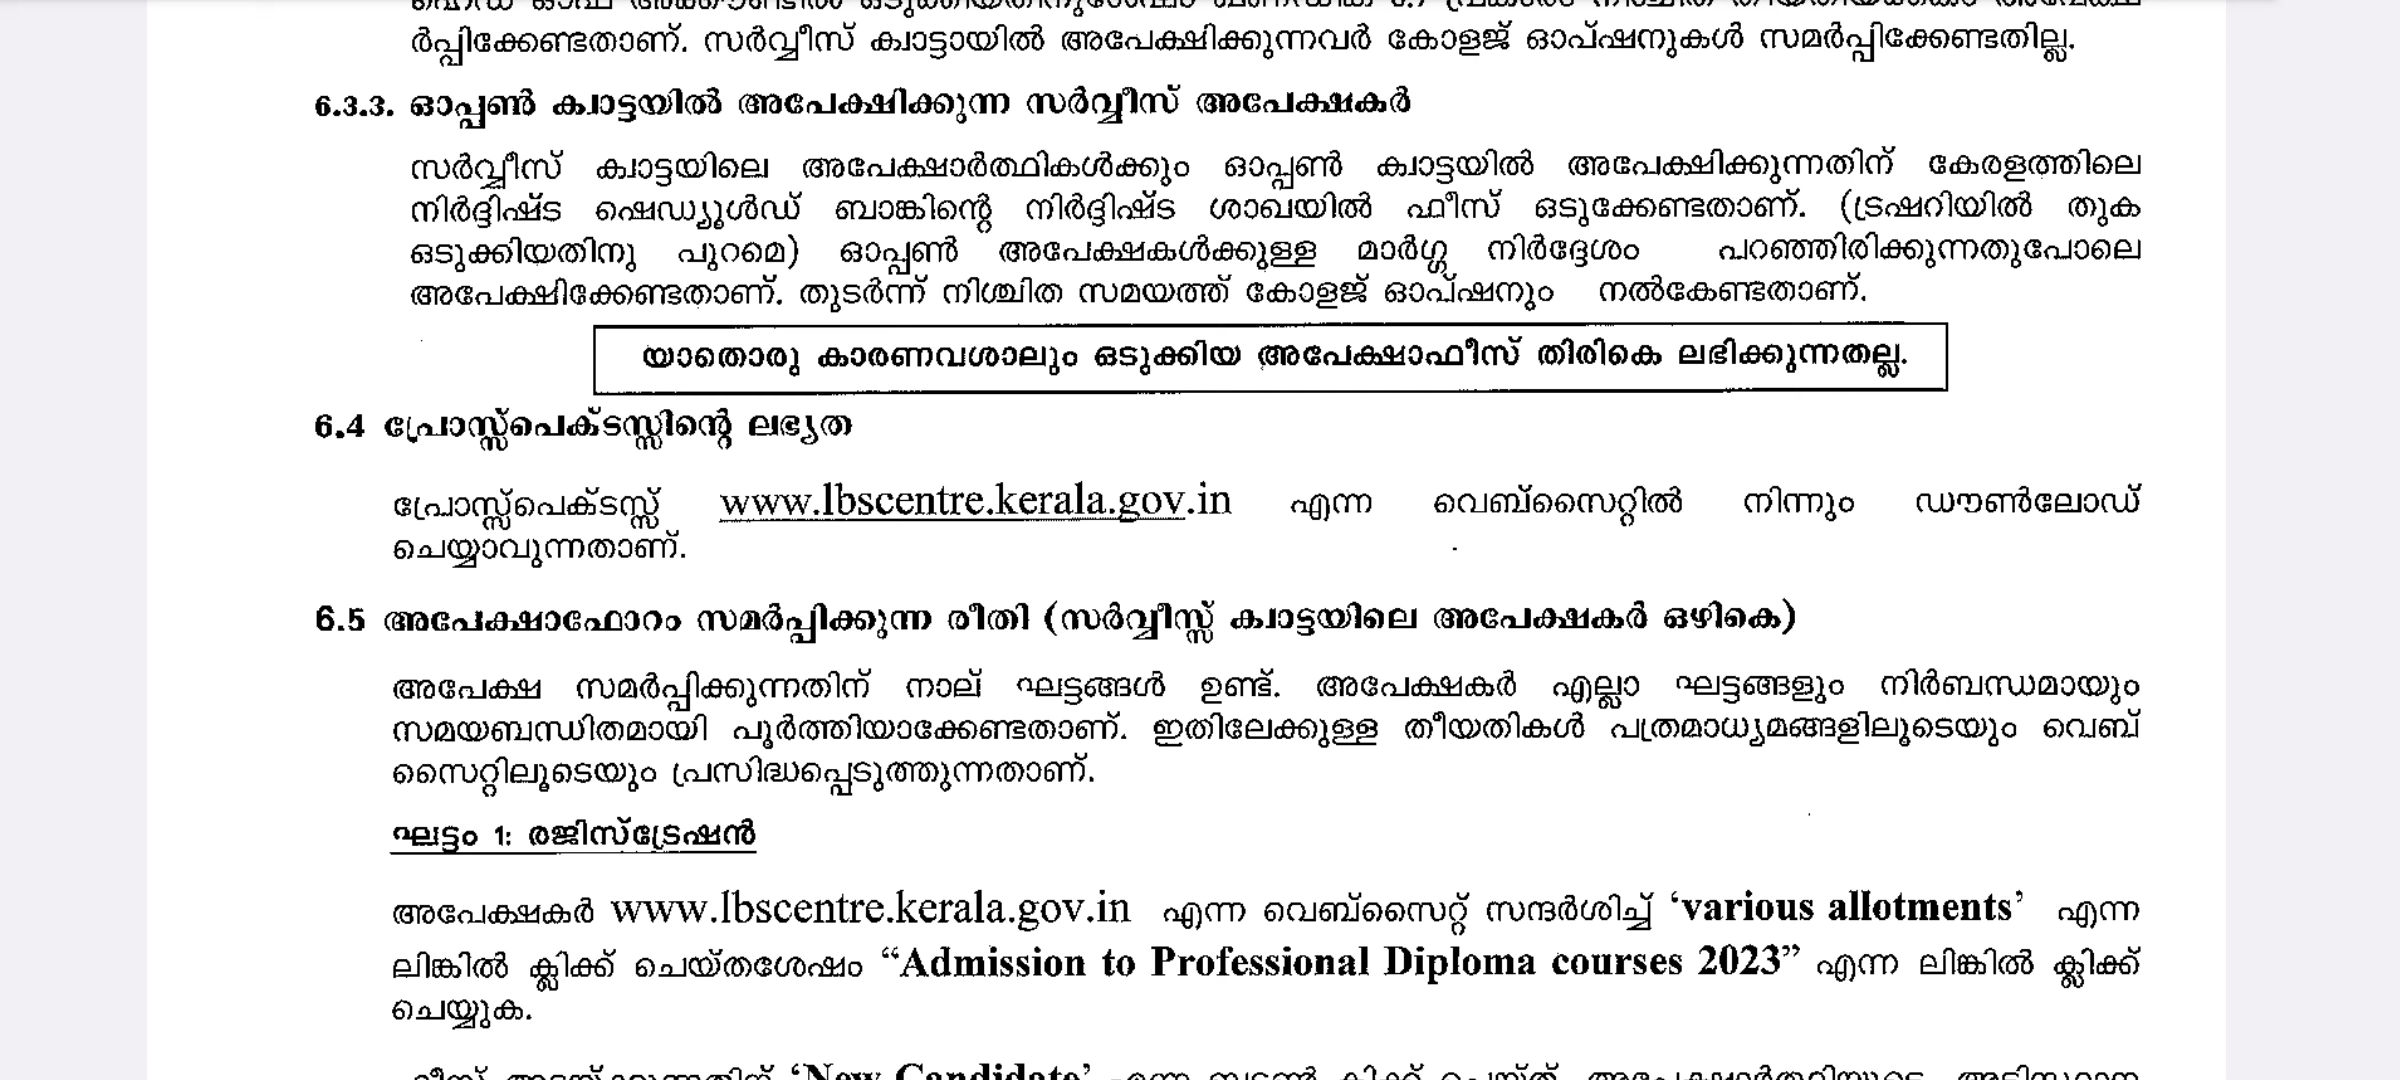 ർപ്പിക്കേണ്ടതാണ്. സർവ്വീസ് ക്വാട്ടായിൽ അപേക്ഷിക്കുന്നവർ കോളജ് ഓപ്ഷനുകൾ സമർപ്പിക്കേണ്ടതില്ല.
6.3.3. ഓപ്പൺ ക്വാട്ടയിൽ അപേക്ഷിക്കുന്ന സർവ്വീസ് അപേക്ഷകർ
സർവ്വീസ് ക്വാട്ടയിലെ അപേക്ഷാർത്ഥികൾക്കും ഓപ്പൺ ക്വാട്ടയിൽ അപേക്ഷിക്കുന്നതിന് കേരളത്തിലെ
നിർദ്ദിഷ്ട ഷെഡ്യൂൾഡ് ബാങ്കിന്റെ നിർദ്ദിഷ്ട ശാഖയിൽ ഫീസ് ഒടുക്കേണ്ടതാണ്. (ട്രഷറിയിൽ തുക
ഒടുക്കിയതിനു പുറമെ) ഓപ്പൺ അപേക്ഷകൾക്കുള്ള മാർഗ്ഗ നിർദ്ദേശം പറഞ്ഞിരിക്കുന്നതുപോലെ
അപേക്ഷിക്കേണ്ടതാണ്. തുടർന്ന് നിശ്ചിത സമയത്ത് കോളജ് ഓപ്ഷനും നൽകേണ്ടതാണ്.
യാതൊരു കാരണവശാലും ഒടുക്കിയ അപേക്ഷാഫീസ് തിരികെ ലഭിക്കുന്നതല്ല.
6.4 പ്രോസ്സ്പെക്ടസ്സിന്റെ ലഭ്യത
പ്രോസ്സ്പെക്ടസ്സ് www.lbscentre.kerala.gov.in എന്ന വെബ്സൈറ്റിൽ നിന്നും ഡൗൺലോഡ്
ചെയ്യാവുന്നതാണ്.
6.5 അപേക്ഷാഫോറം സമർപ്പിക്കുന്ന രീതി (സർവ്വീസ്സ് ക്വാട്ടയിലെ അപേക്ഷകർ ഒഴികെ)
അപേക്ഷ സമർപ്പിക്കുന്നതിന് നാല് ഘട്ടങ്ങൾ ഉണ്ട്. അപേക്ഷകർ എല്ലാ ഘട്ടങ്ങളും നിർബന്ധമായും
സമയബന്ധിതമായി പൂർത്തിയാക്കേണ്ടതാണ്. ഇതിലേക്കുള്ള തീയതികൾ പത്രമാധ്യമങ്ങളിലൂടെയും വെബ്
സൈറ്റിലൂടെയും പ്രസിദ്ധപ്പെടുത്തുന്നതാണ്.
ഘട്ടം 1: രജിസ്ട്രേഷൻ
അപേക്ഷകർ www.lbscentre.kerala.gov.in എന്ന വെബ്സൈറ്റ് സന്ദർശിച്ച് ‘various allotments’ എന്ന
ലിങ്കിൽ ക്ലിക്ക് ചെയ്തശേഷം “Admission to Professional Diploma courses 2023” എന്ന ലിങ്കിൽ ക്ലിക്ക്
ചെയ്യുക.
‘New Candidate’ എന്ന